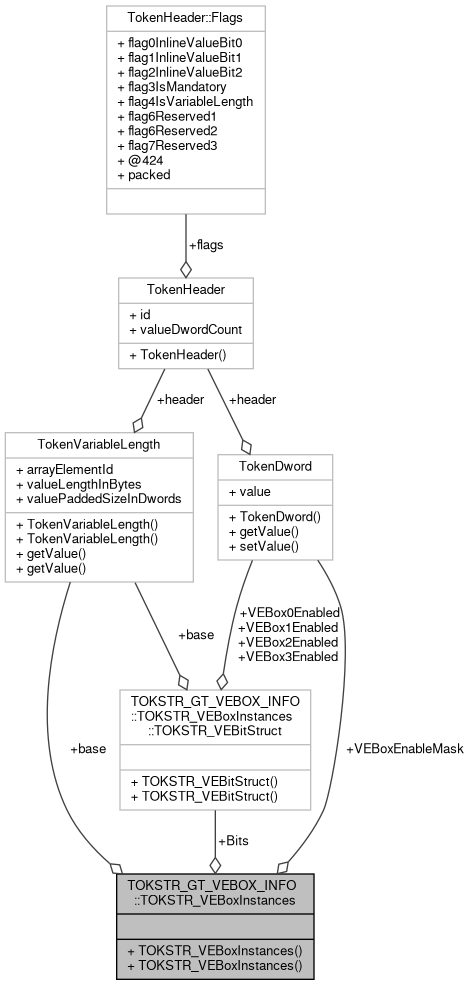 TokenHeader::Flags
+ flag0InlineValueBit0
+ flag1InlineValueBit1
+ flag2InlineValueBit2
+ flag3IsMandatory
+ flag4IsVariableLength
+ flag6Reserved1
+ flag6Reserved2
+ flag7Reserved3
+ @424
+ packed
+flags
TokenHeader
+ id
+ valueDwordCount
+ TokenHeader()
+header
+header
TokenVariableLength
+ arrayElementId
+ valueLengthInBytes
+ valuePaddedSizeInDwords
+ TokenVariableLength()
+ TokenVariableLength()
+ getValue()
+ getValue()
TokenDword
+ value
+ TokenDword()
+ getValue()
+ setValue()
+base
+VEBox0Enabled
+VEBox1Enabled
+VEBox2Enabled
+VEBox3Enabled
TOKSTR_GT_VEBOX_INFO
::TOKSTR_VEBoxInstances
::TOKSTR_VEBitStruct
+ TOKSTR_VEBitStruct()
+ TOKSTR_VEBitStruct()
+base
+VEBoxEnableMask
+Bits
TOKSTR_GT_VEBOX_INFO
::TOKSTR_VEBoxInstances
+ TOKSTR_VEBoxInstances()
+ TOKSTR_VEBoxInstances()